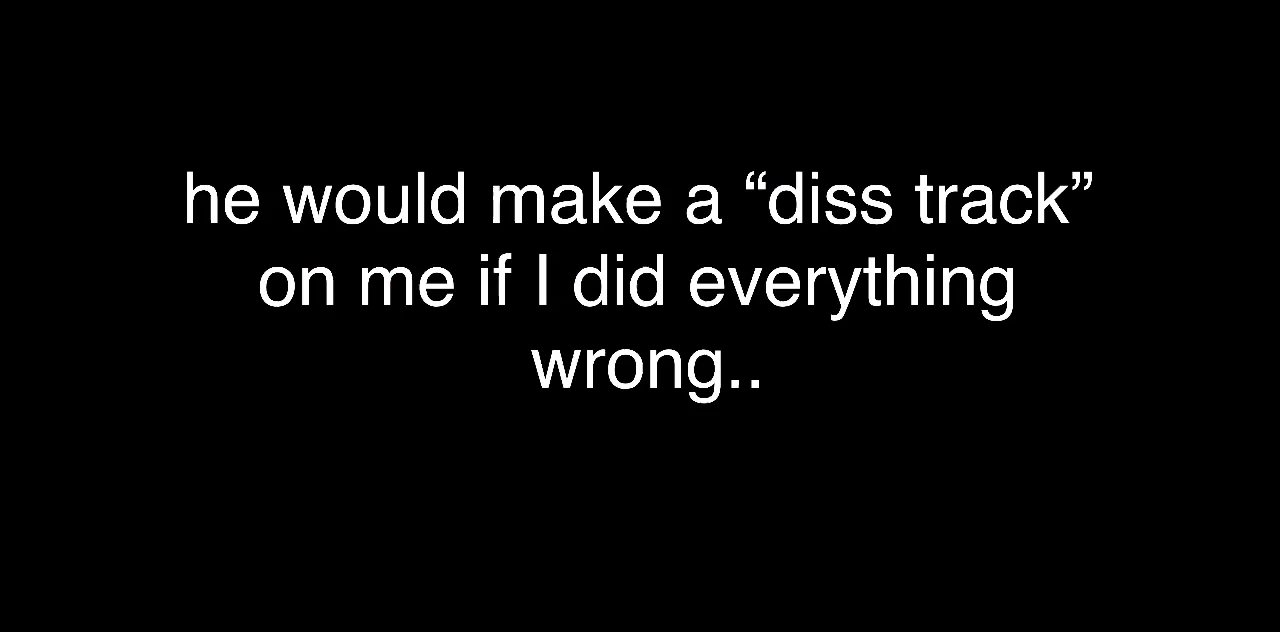 he would make a “diss track”
on me if I did everything
wrong..